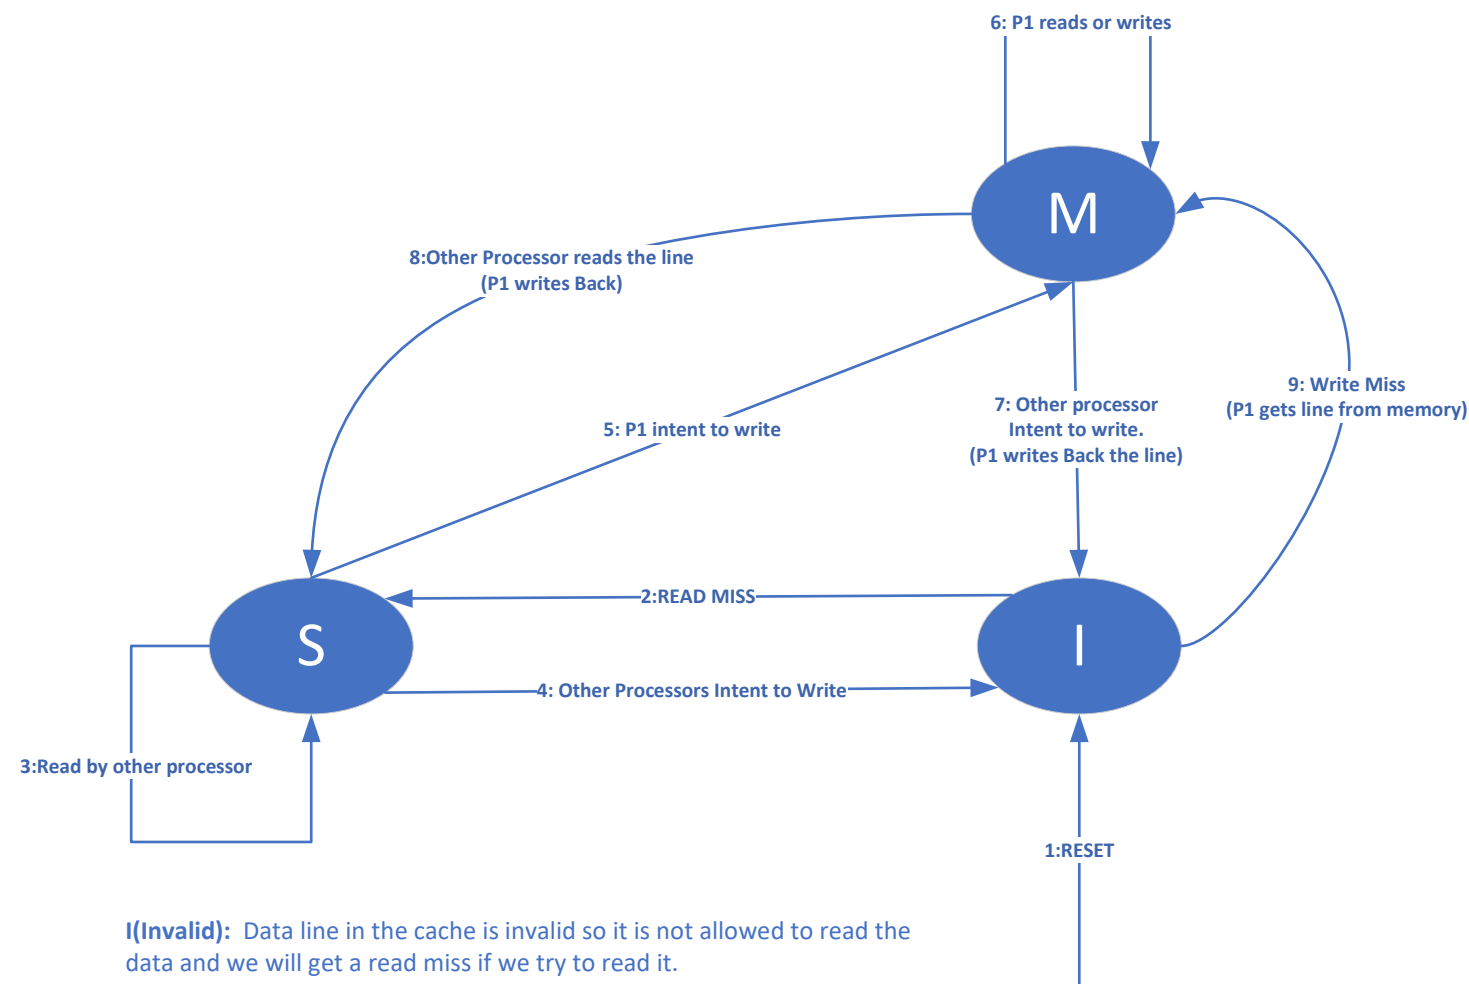 6: P1 reads or writes
M
8:Other Processor reads the line
(P1 writes Back)
9: Write Miss
(P1 gets line from memory)
7: Other processor
Intent to write.
(P1 writes Back the line)
5: P1 intent to write
2:READ MISS
S
I
4: Other Processors Intent to Write
3:Read by other processor
1:RESET
I(Invalid): Data line in the cache is invalid so it is not allowed to read the
data and we will get a read miss if we try to read it.